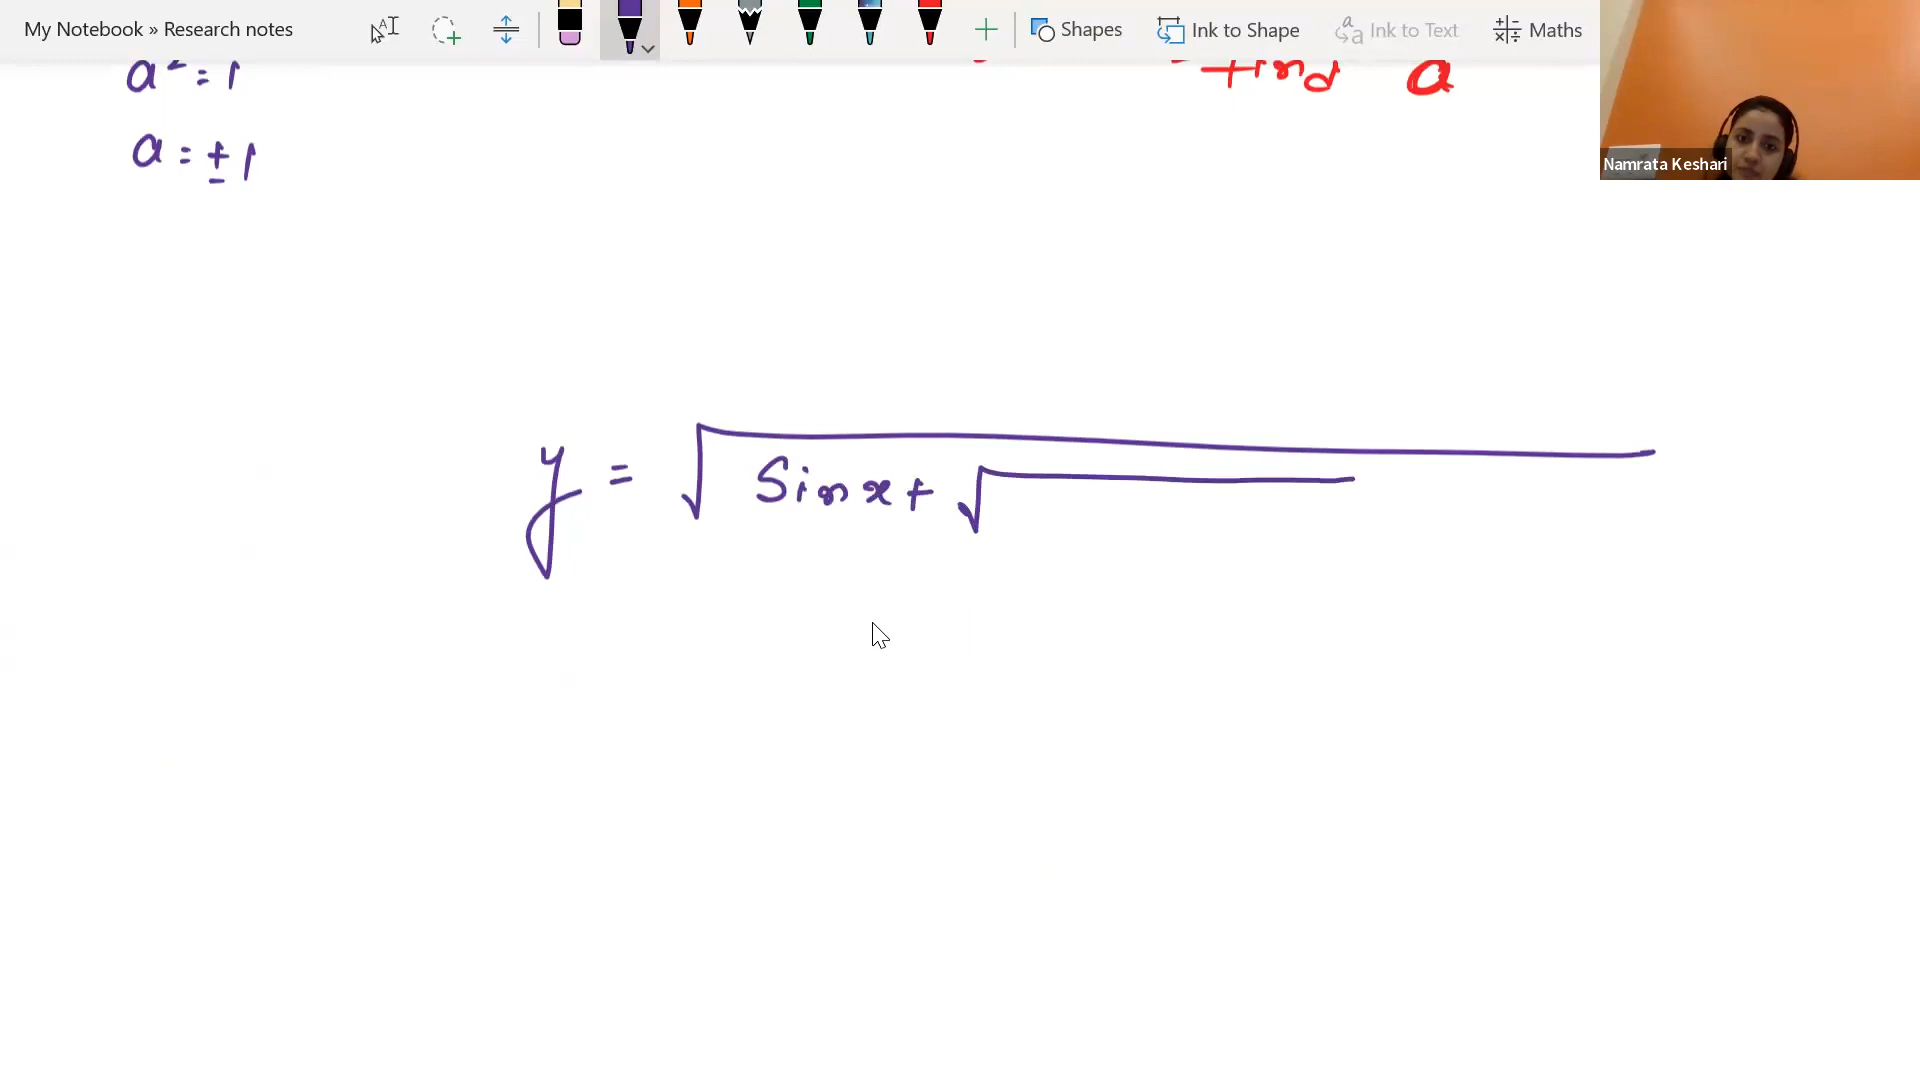 My Notebook » Research notes
Shapes
Ink to Shape
Ink to Text
Maths
a² = 1
find a
a = ± 1
Namrata Keshari
y = √ Sin x + √